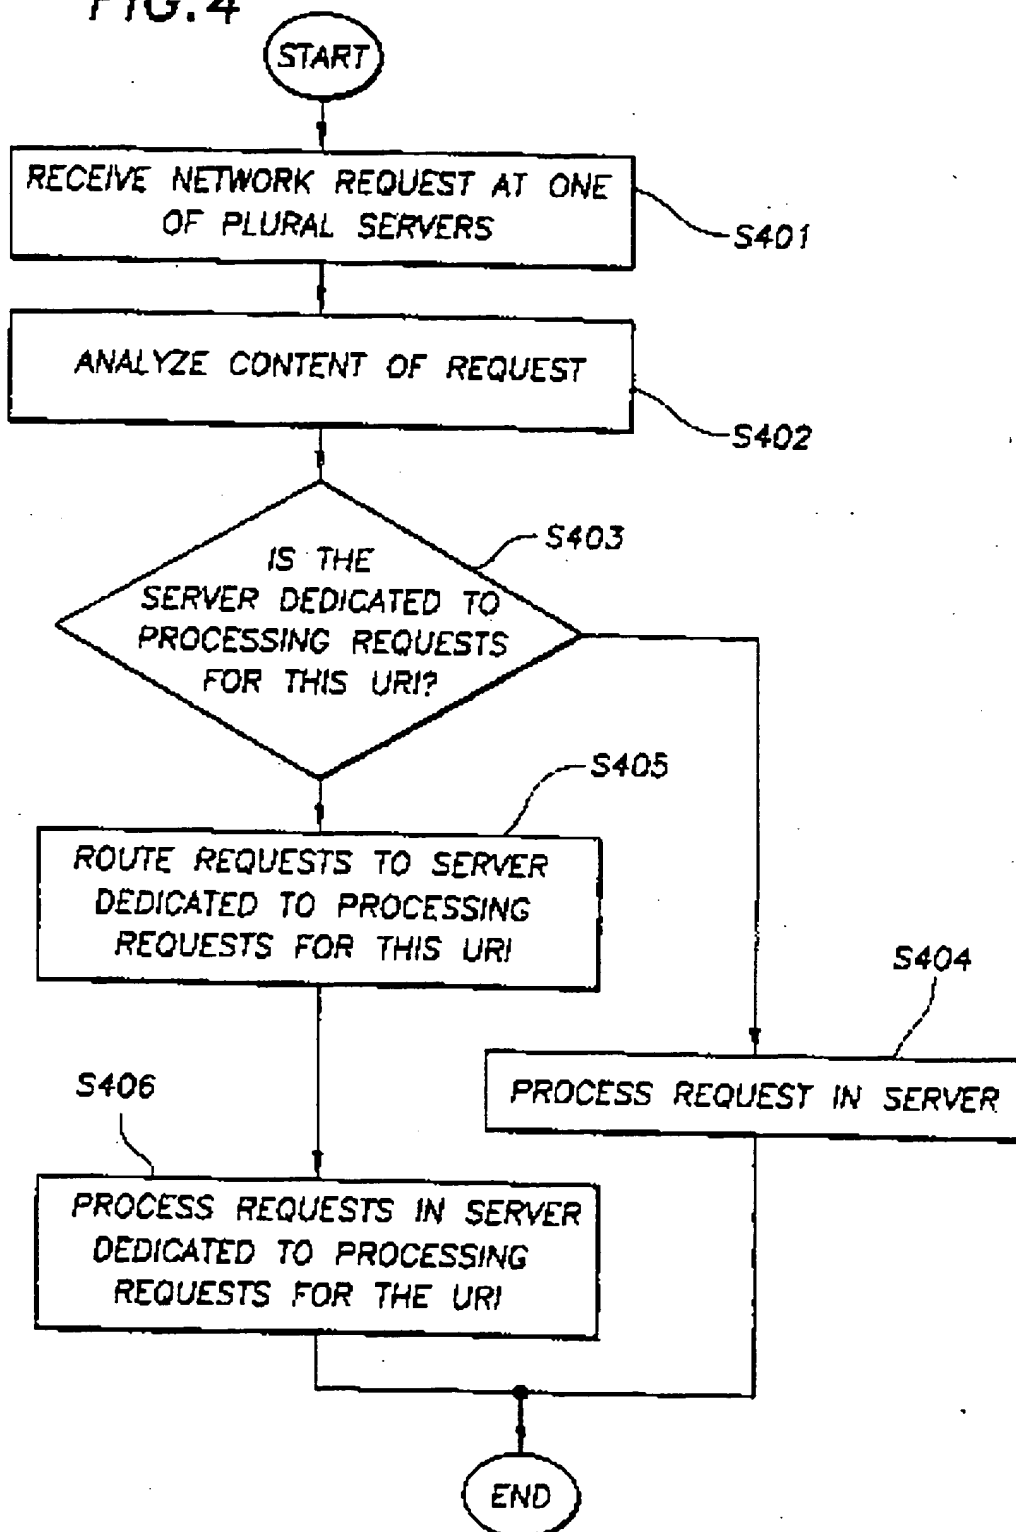 FIG. 4
START
RECEIVE NETWORK REQUEST AT ONE
OF PLURAL SERVERS
S401
ANALYZE CONTENT OF REQUEST
S402
S403
IS THE
SERVER DEDICATED TO
PROCESSING REQUESTS
FOR THIS URI?
S405
ROUTE REQUESTS TO SERVER
DEDICATED TO PROCESSING
REQUESTS FOR THIS URI
S404
PROCESS REQUEST IN SERVER
S406
PROCESS REQUESTS IN SERVER
DEDICATED TO PROCESSING
REQUESTS FOR THE URI
END